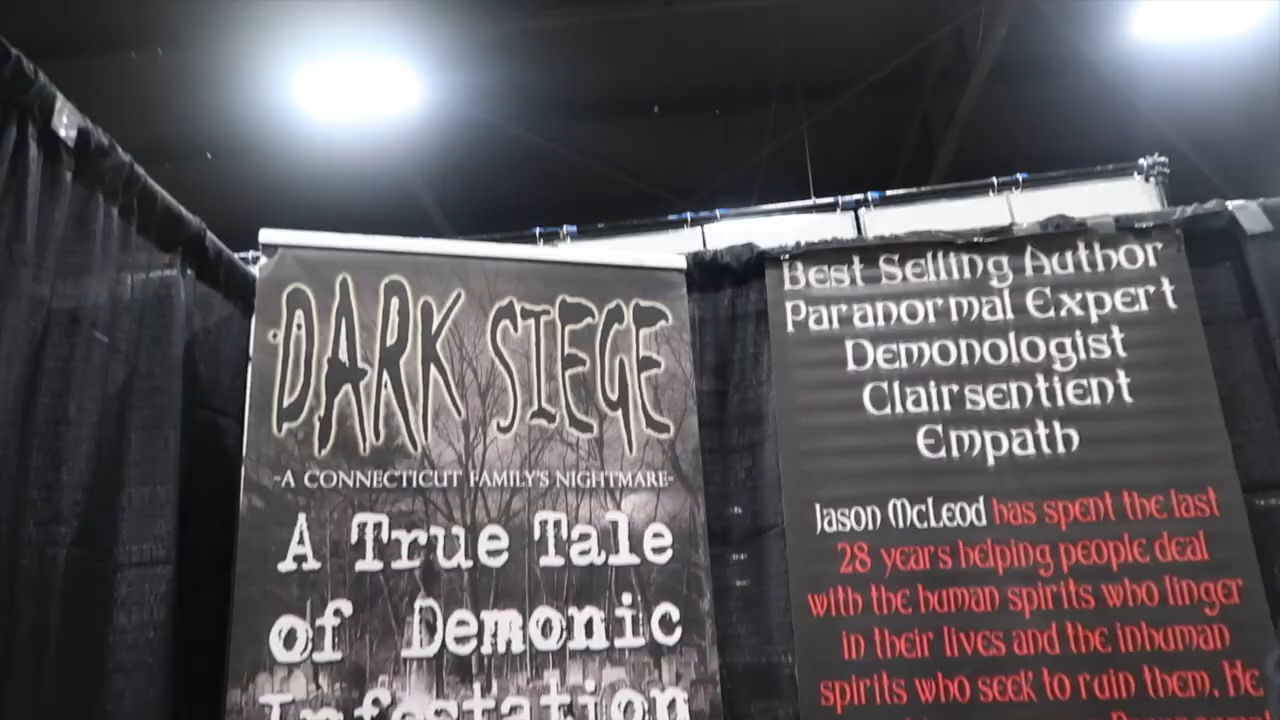 DARK SIEGE
-A CONNECTICUT FAMILY'S NIGHTMARE-
A True Tale
of Demonic
Infestation
Best Selling Author
Paranormal Expert
Demonologist
Clairsentient
Empath
Jason McLeod has spent the last
28 years helping people deal
with the human spirits who linger
in their lives and the inhuman
spirits who seek to ruin them. He